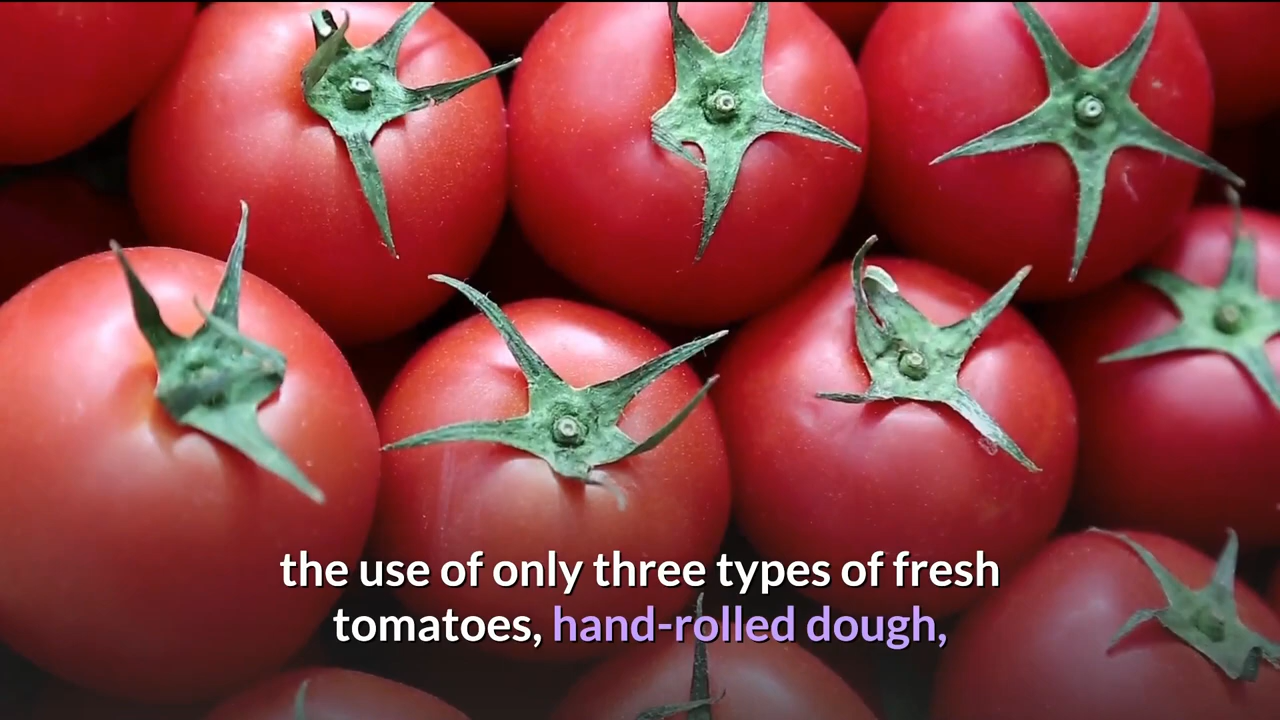 the use of only three types of fresh
tomatoes, hand-rolled dough,